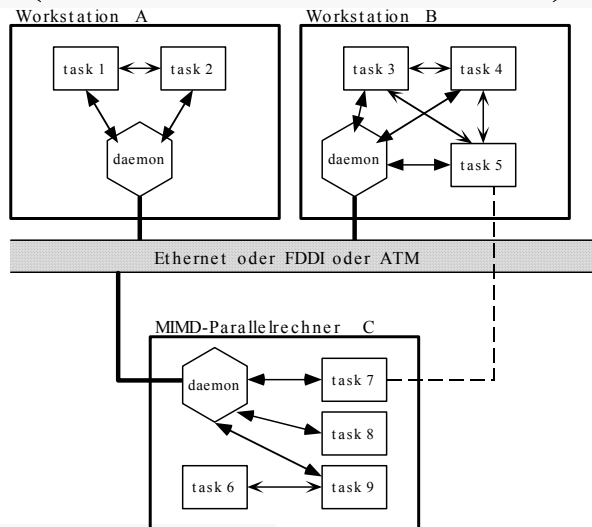 Workstation A
Workstation B
task 1
task 2
task 3
task 4
daemon
daemon
task 5
Ethernet oder FDDI oder ATM
MIMD-Parallelrechner C
daemon
task 7
task 8
task 6
task 9